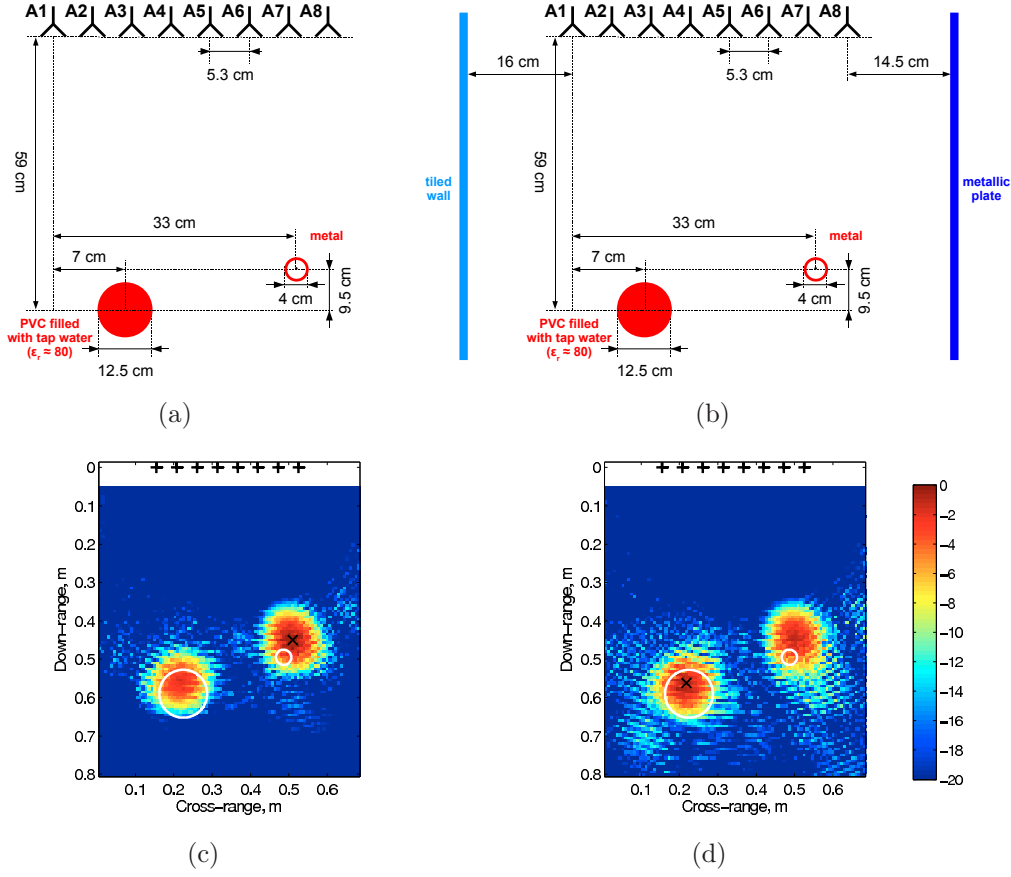 A1 A2 A3 A4 A5 A6 A7 A8
5.3 cm
59 cm
33 cm
metal
7 cm
4 cm
9.5 cm
PVC filled
with tap water
(εr ≈ 80)
12.5 cm
(a)
A1 A2 A3 A4 A5 A6 A7 A8
16 cm
5.3 cm
14.5 cm
59 cm
tiled
wall
metallic
plate
33 cm
metal
7 cm
4 cm
9.5 cm
PVC filled
with tap water
(εr ≈ 80)
12.5 cm
(b)
0
0.1
0.2
0.3
0.4
0.5
0.6
0.7
0.8
Down-range, m
0.1 0.2 0.3 0.4 0.5 0.6
Cross-range, m
(c)
0
0.1
0.2
0.3
0.4
0.5
0.6
0.7
0.8
Down-range, m
0.1 0.2 0.3 0.4 0.5 0.6
Cross-range, m
0
-2
-4
-6
-8
-10
-12
-14
-16
-18
-20
(d)